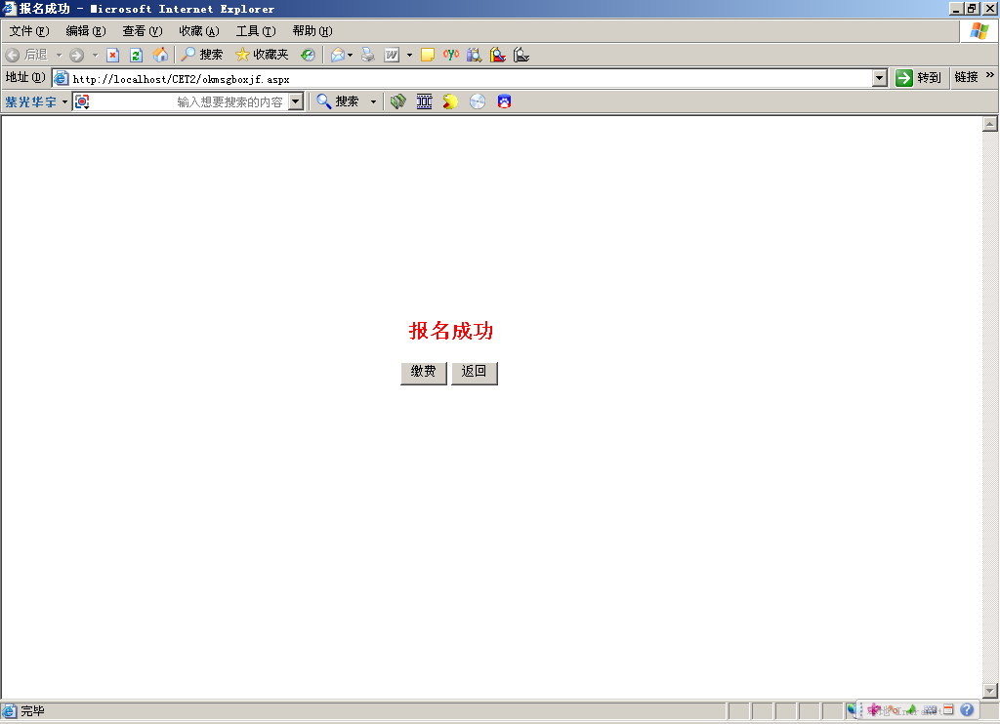 报名成功 - Microsoft Internet Explorer
文件(F) 编辑(E) 查看(V) 收藏(A) 工具(T) 帮助(H)
后退 搜索 收藏夹
地址(D) http://localhost/CET2/okmsgboxjf.aspx 转到 链接 »
紫光华宇 输入想要搜索的内容 搜索
报名成功
缴费 返回
完毕